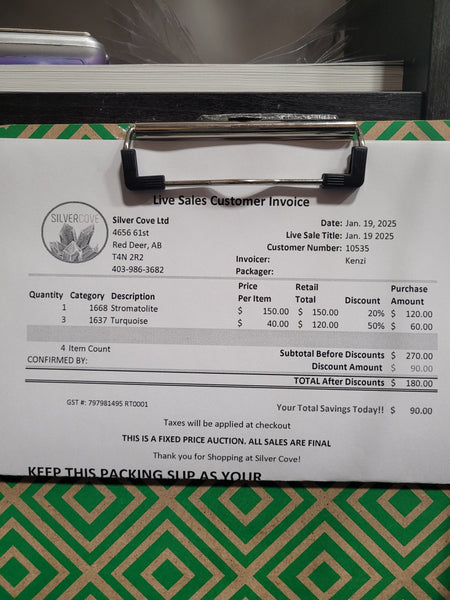 Live Sales Customer Invoice
SILVERCOVE
Silver Cove Ltd
4656 61st
Red Deer, AB
T4N 2R2
403-986-3682
Date: Jan. 19, 2025
Live Sale Title: Jan. 19 2025
Customer Number: 10535
Invoicer: Kenzi
Packager:
Quantity Category Description Price Per Item Retail Total Discount Purchase Amount
1 1668 Stromatolite $ 150.00 $ 150.00 20% $ 120.00
3 1637 Turquoise $ 40.00 $ 120.00 50% $ 60.00
4 Item Count
Subtotal Before Discounts $ 270.00
CONFIRMED BY:
Discount Amount $ 90.00
TOTAL After Discounts $ 180.00
GST #: 797981495 RT0001
Your Total Savings Today!! $ 90.00
Taxes will be applied at checkout
THIS IS A FIXED PRICE AUCTION. ALL SALES ARE FINAL
Thank you for Shopping at Silver Cove!
KEEP THIS PACKING SLIP AS YOUR